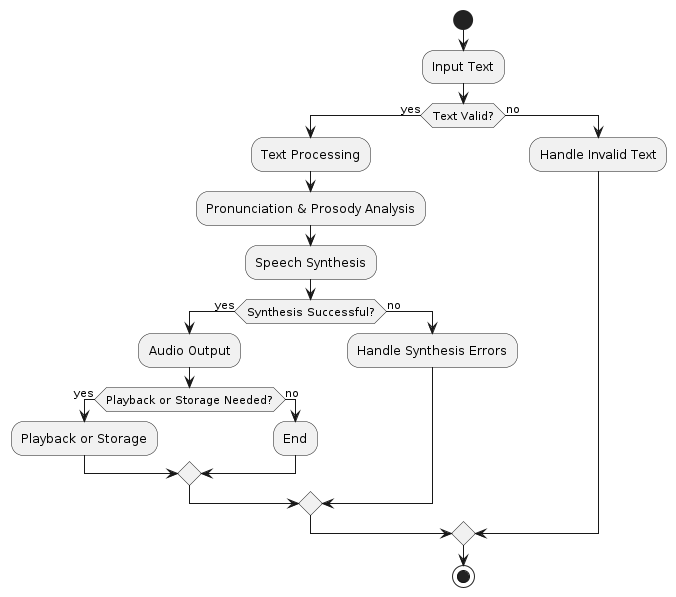 Input Text
yes
Text Valid?
no
Text Processing
Handle Invalid Text
Pronunciation & Prosody Analysis
Speech Synthesis
yes
Synthesis Successful?
no
Audio Output
Handle Synthesis Errors
yes
Playback or Storage Needed?
no
Playback or Storage
End